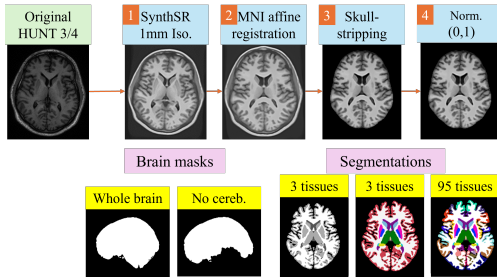 Original
HUNT 3/4
1
SynthSR
1mm Iso.
2
MNI affine
registration
3
Skull-
stripping
4
Norm.
(0,1)
Brain masks
Segmentations
Whole brain
No cereb.
3 tissues
3 tissues
95 tissues